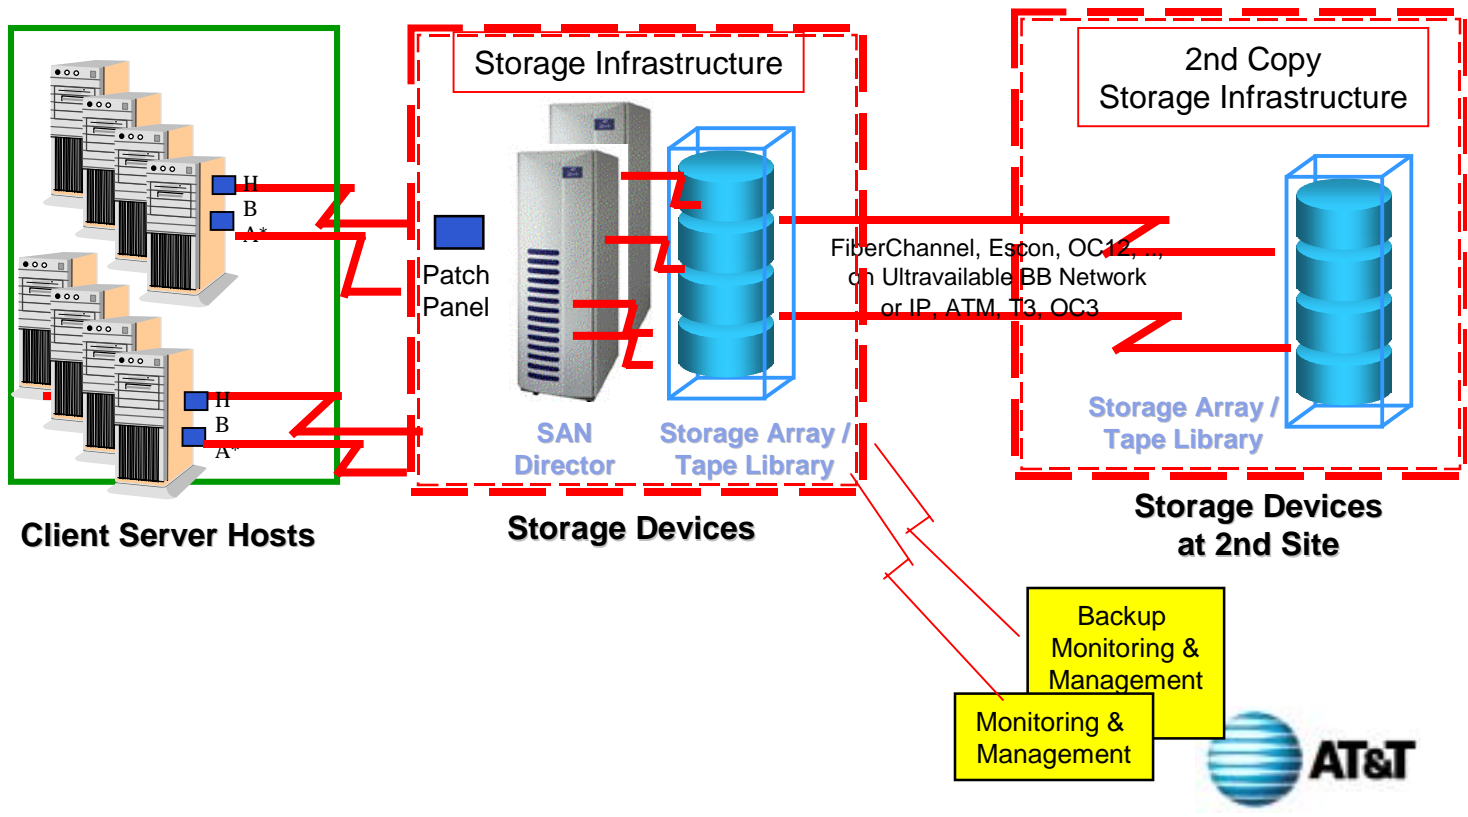 Storage Infrastructure
2nd Copy
Storage Infrastructure
H
B
A*
Patch
Panel
FiberChannel, Escon, OC12, ..,
on Ultravailable BB Network
or IP, ATM, T3, OC3
H
B
A*
SAN
Director
Storage Array /
Tape Library
Storage Array /
Tape Library
Client Server Hosts
Storage Devices
Storage Devices
at 2nd Site
Backup
Monitoring &
Management
Monitoring &
Management
AT&T